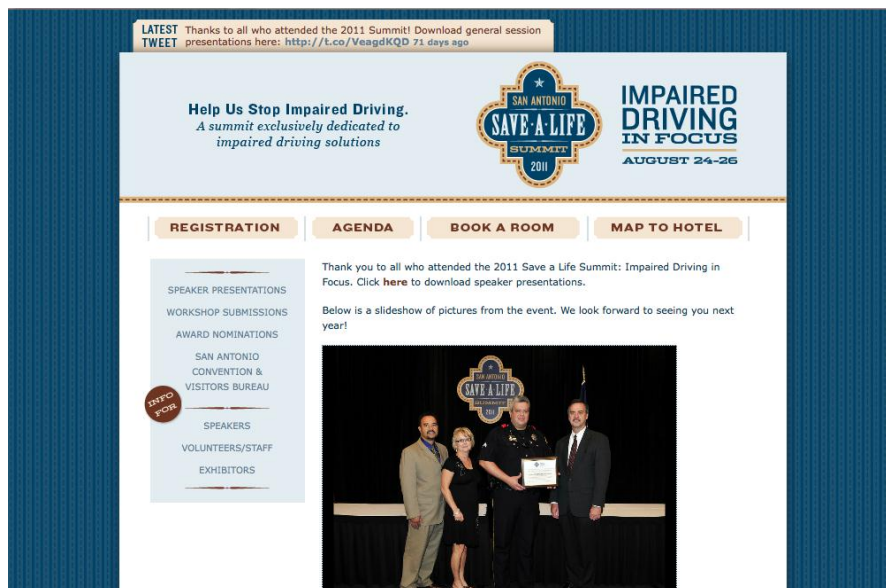 LATEST TWEET
Thanks to all who attended the 2011 Summit! Download general session
presentations here: http://t.co/VeagdKQD 71 days ago
Help Us Stop Impaired Driving.
A summit exclusively dedicated to
impaired driving solutions
SAN ANTONIO
SAVE·A·LIFE
SUMMIT
2011
IMPAIRED
DRIVING
IN FOCUS
AUGUST 24-26
REGISTRATION
AGENDA
BOOK A ROOM
MAP TO HOTEL
SPEAKER PRESENTATIONS
WORKSHOP SUBMISSIONS
AWARD NOMINATIONS
SAN ANTONIO
CONVENTION &
VISITORS BUREAU
INFO
FOR
SPEAKERS
VOLUNTEERS/STAFF
EXHIBITORS
Thank you to all who attended the 2011 Save a Life Summit: Impaired Driving in
Focus. Click here to download speaker presentations.
Below is a slideshow of pictures from the event. We look forward to seeing you next
year!
SAN ANTONIO
SAVE·A·LIFE
SUMMIT
2011